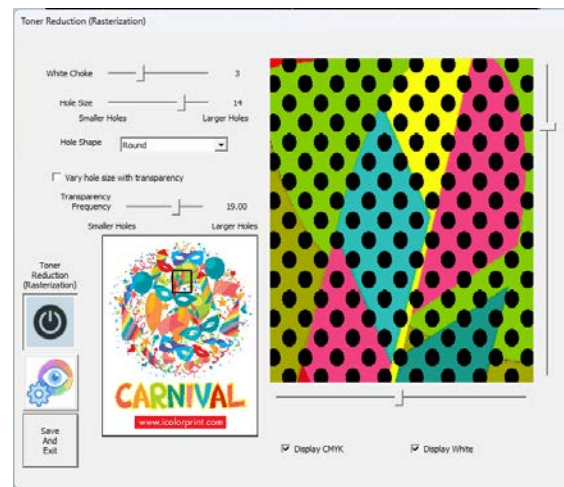 Toner Reduction (Rasterization)
White Choke 3
Hole Size 14
Smaller Holes Larger Holes
Hole Shape Round
Vary hole size with transparency
Transparency
Frequency 19.00
Smaller Holes Larger Holes
Toner
Reduction
(Rasterization)
CARNIVAL
www.icolorprint.com
Save
And
Exit
Display CMYK Display White